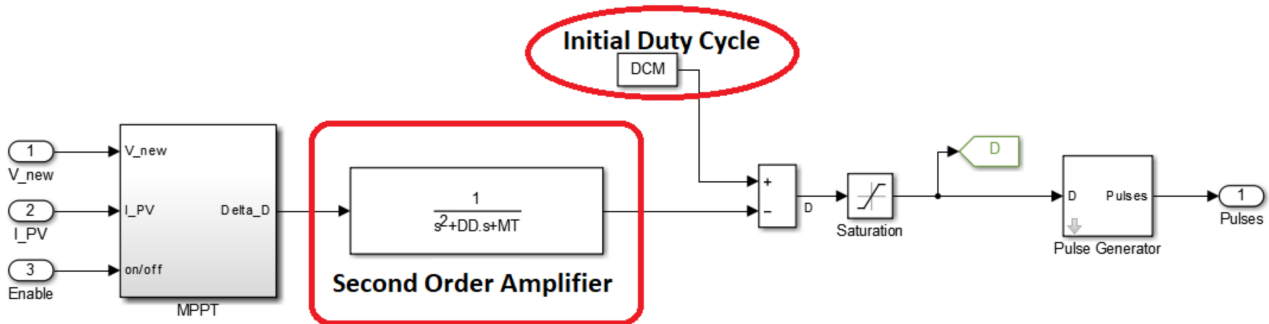 Initial Duty Cycle
DCM
1
V_new
2
I_PV
3
Enable
V_new
I_PV
on/off
Delta_D
MPPT
1
s2+DD.s+MT
Second Order Amplifier
+
−
D
Saturation
D
D
Pulses
Pulse Generator
1
Pulses